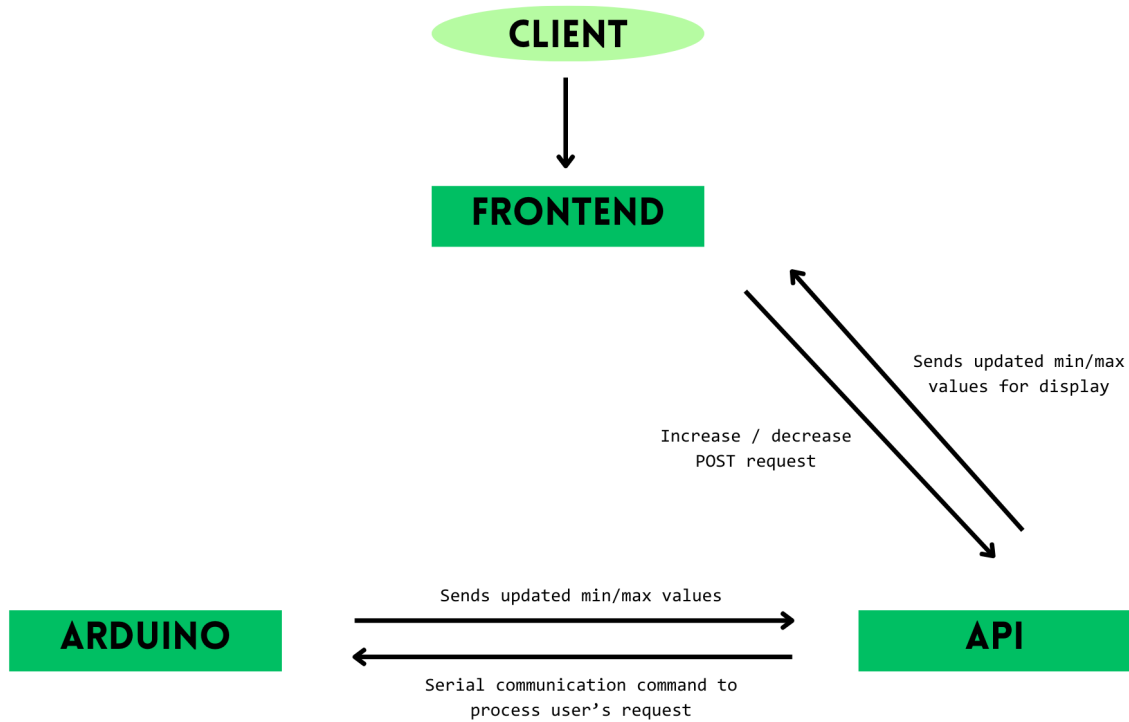 CLIENT
FRONTEND
Sends updated min/max
values for display
Increase / decrease
POST request
Sends updated min/max values
ARDUINO
API
Serial communication command to
process user’s request